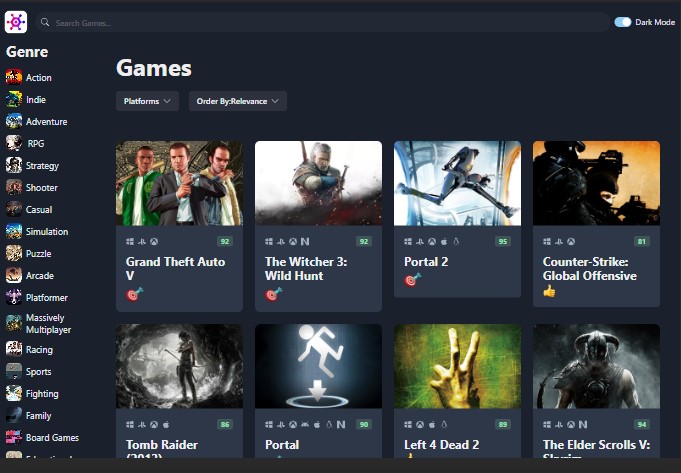 Search Games...
Dark Mode
Genre
Action
Indie
Adventure
RPG
Strategy
Shooter
Casual
Simulation
Puzzle
Arcade
Platformer
Massively
Multiplayer
Racing
Sports
Fighting
Family
Board Games
Games
Platforms
Order By:Relevance
92
Grand Theft Auto
V
92
The Witcher 3:
Wild Hunt
95
Portal 2
81
Counter-Strike:
Global Offensive
86
Tomb Raider
(2013)
90
Portal
89
Left 4 Dead 2
94
The Elder Scrolls V:
Skyrim